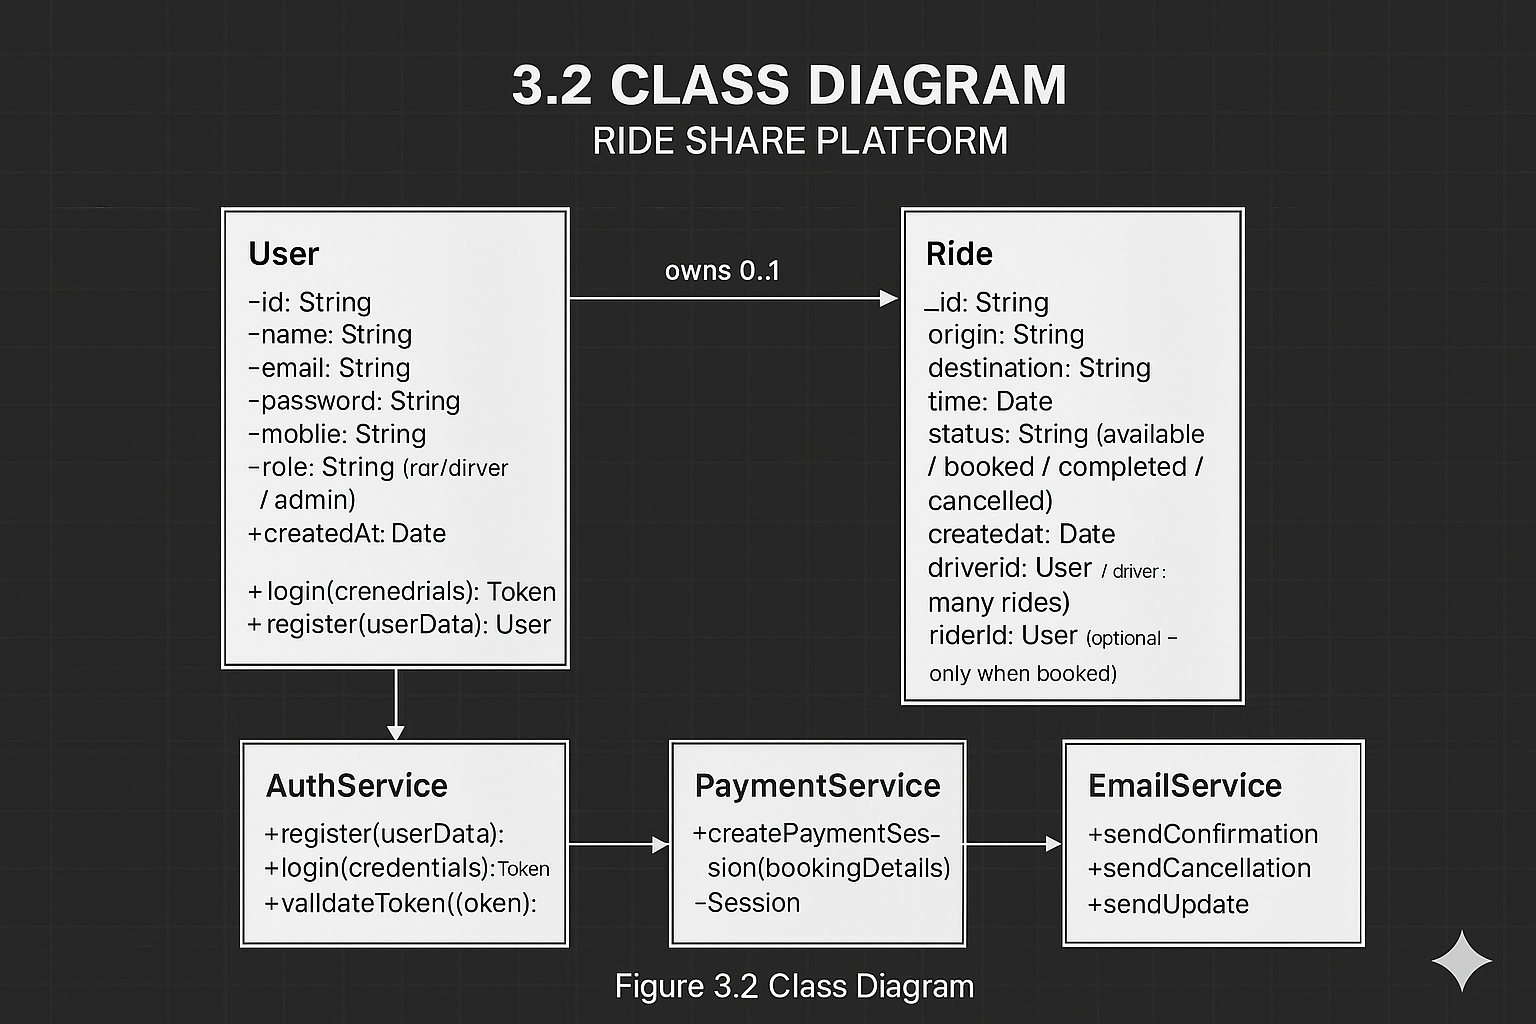 3.2 CLASS DIAGRAM
RIDE SHARE PLATFORM
User
-id: String
-name: String
-email: String
-password: String
-moblie: String
-role: String (rar/dirver
/ admin)
+createdAt: Date
+ login(crenedrials): Token
+ register(userData): User
owns 0..1
Ride
_id: String
origin: String
destination: String
time: Date
status: String (available
/ booked / completed /
cancelled)
createdat: Date
driverid: User / driver:
many rides)
riderId: User (optional -
only when booked)
AuthService
+register(userData):
+login(credentials):Token
+valldateToken((oken):
PaymentService
+createPaymentSes-
sion(bookingDetails)
-Session
EmailService
+sendConfirmation
+sendCancellation
+sendUpdate
Figure 3.2 Class Diagram